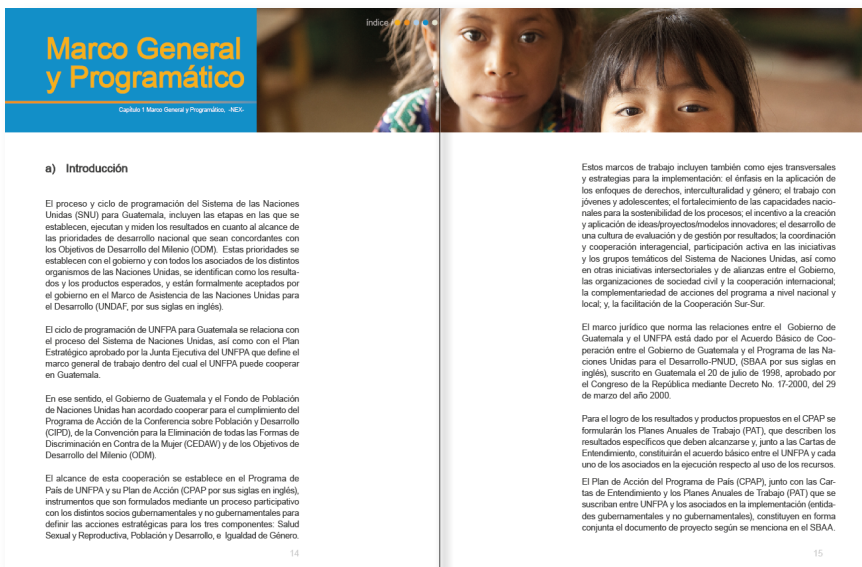 índice
Marco General
y Programático
Capítulo 1 Marco General y Programático, -NEX-
a) Introducción
El proceso y ciclo de programación del Sistema de las Naciones
Unidas (SNU) para Guatemala, incluyen las etapas en las que se
establecen, ejecutan y miden los resultados en cuanto al alcance de
las prioridades de desarrollo nacional que sean concordantes con
los Objetivos de Desarrollo del Milenio (ODM). Estas prioridades se
establecen con el gobierno y con todos los asociados de los distintos
organismos de las Naciones Unidas, se identifican como los resulta-
dos y los productos esperados, y están formalmente aceptados por
el gobierno en el Marco de Asistencia de las Naciones Unidas para
el Desarrollo (UNDAF, por sus siglas en inglés).
El ciclo de programación de UNFPA para Guatemala se relaciona con
el proceso del Sistema de Naciones Unidas, así como con el Plan
Estratégico aprobado por la Junta Ejecutiva del UNFPA que define el
marco general de trabajo dentro del cual el UNFPA puede cooperar
en Guatemala.
En ese sentido, el Gobierno de Guatemala y el Fondo de Población
de Naciones Unidas han acordado cooperar para el cumplimiento del
Programa de Acción de la Conferencia sobre Población y Desarrollo
(CIPD), de la Convención para la Eliminación de todas las Formas de
Discriminación en Contra de la Mujer (CEDAW) y de los Objetivos de
Desarrollo del Milenio (ODM).
El alcance de esta cooperación se establece en el Programa de
País de UNFPA y su Plan de Acción (CPAP por sus siglas en inglés),
instrumentos que son formulados mediante un proceso participativo
con los distintos socios gubernamentales y no gubernamentales para
definir las acciones estratégicas para los tres componentes: Salud
Sexual y Reproductiva, Población y Desarrollo, e Igualdad de Género.
14
Estos marcos de trabajo incluyen también como ejes transversales
y estrategias para la implementación: el énfasis en la aplicación de
los enfoques de derechos, interculturalidad y género; el trabajo con
jóvenes y adolescentes; el fortalecimiento de las capacidades nacio-
nales para la sostenibilidad de los procesos; el incentivo a la creación
y aplicación de ideas/proyectos/modelos innovadores; el desarrollo de
una cultura de evaluación y de gestión por resultados; la coordinación
y cooperación interagencial, participación activa en las iniciativas
y los grupos temáticos del Sistema de Naciones Unidas, así como
en otras iniciativas intersectoriales y de alianzas entre el Gobierno,
las organizaciones de sociedad civil y la cooperación internacional;
la complementariedad de acciones del programa a nivel nacional y
local; y, la facilitación de la Cooperación Sur-Sur.
El marco jurídico que norma las relaciones entre el Gobierno de
Guatemala y el UNFPA está dado por el Acuerdo Básico de Coo-
peración entre el Gobierno de Guatemala y el Programa de las Na-
ciones Unidas para el Desarrollo-PNUD, (SBAA por sus siglas en
inglés), suscrito en Guatemala el 20 de julio de 1998, aprobado por
el Congreso de la República mediante Decreto No. 17-2000, del 29
de marzo del año 2000.
Para el logro de los resultados y productos propuestos en el CPAP se
formularán los Planes Anuales de Trabajo (PAT), que describen los
resultados específicos que deben alcanzarse y, junto a las Cartas de
Entendimiento, constituirán el acuerdo básico entre el UNFPA y cada
uno de los asociados en la ejecución respecto al uso de los recursos.
El Plan de Acción del Programa de País (CPAP), junto con las Car-
tas de Entendimiento y los Planes Anuales de Trabajo (PAT) que se
suscriban entre UNFPA y los asociados en la implementación (entida-
des gubernamentales y no gubernamentales), constituyen en forma
conjunta el documento de proyecto según se menciona en el SBAA.
15